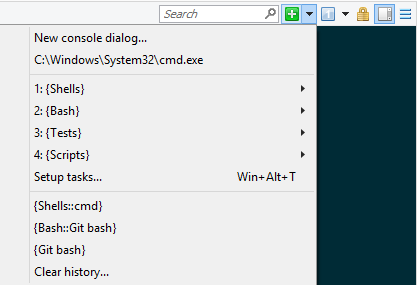 Search
New console dialog...
C:\Windows\System32\cmd.exe
1: {Shells}
2: {Bash}
3: {Tests}
4: {Scripts}
Setup tasks... Win+Alt+T
{Shells::cmd}
{Bash::Git bash}
{Git bash}
Clear history...